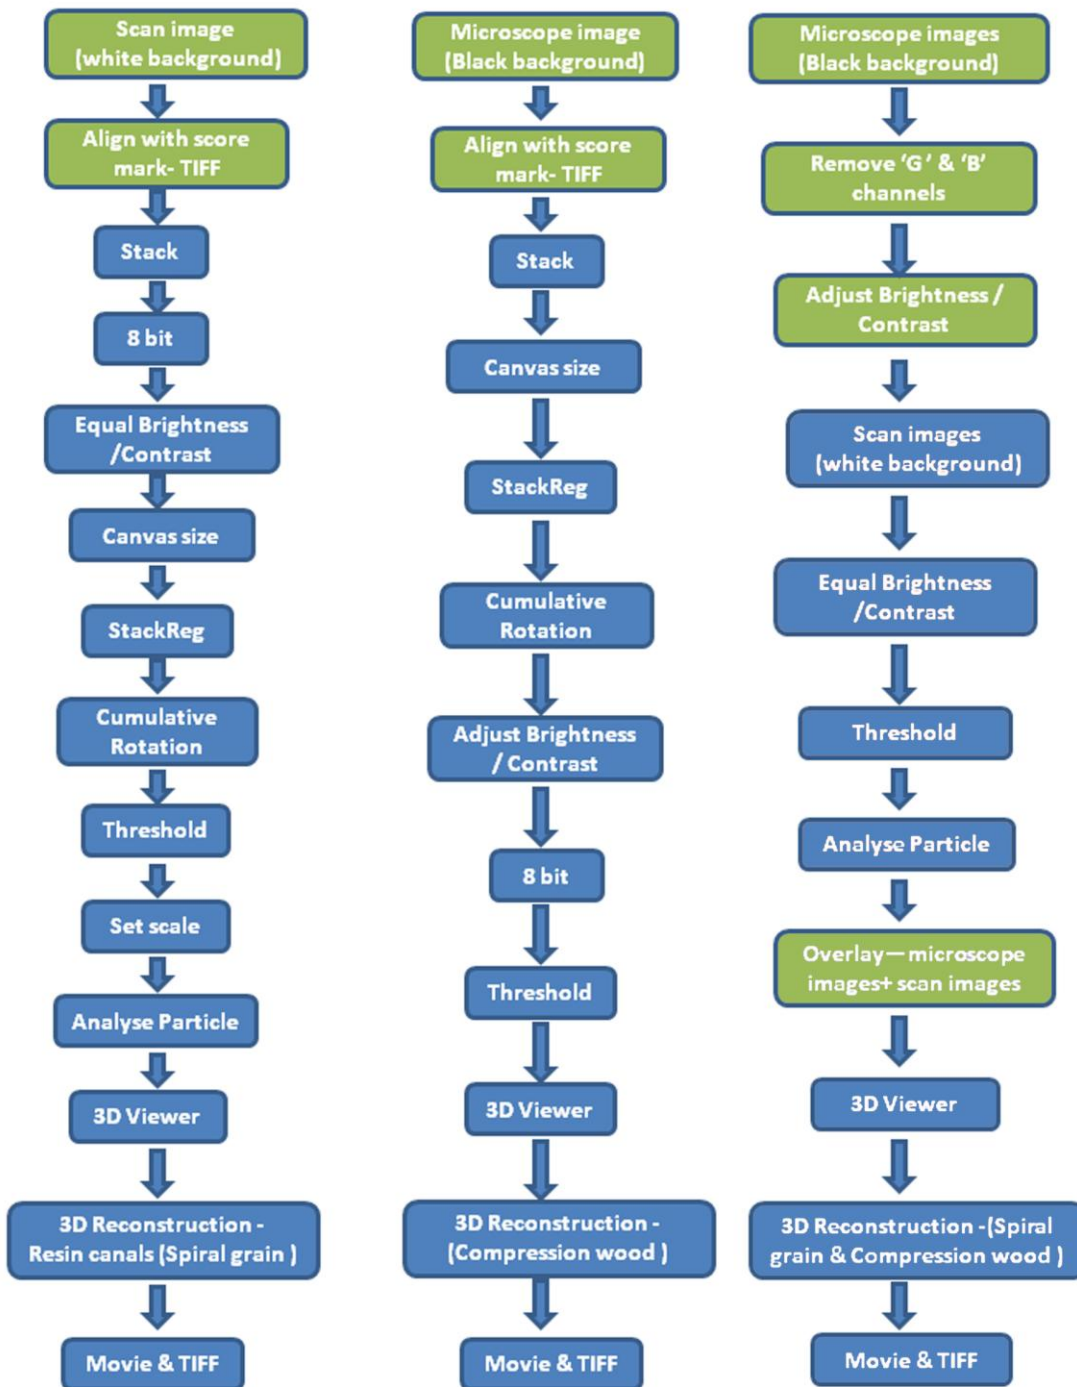 Scan image
(white background)
Align with score
mark- TIFF
Stack
8 bit
Equal Brightness
/Contrast
Canvas size
StackReg
Cumulative
Rotation
Threshold
Set scale
Analyse Particle
3D Viewer
3D Reconstruction -
Resin canals (Spiral grain )
Movie & TIFF
Microscope image
(Black background)
Align with score
mark- TIFF
Stack
Canvas size
StackReg
Cumulative
Rotation
Adjust Brightness
/ Contrast
8 bit
Threshold
3D Viewer
3D Reconstruction -
(Compression wood )
Movie & TIFF
Microscope images
(Black background)
Remove ‘G’ & ‘B’
channels
Adjust Brightness /
Contrast
Scan images
(white background)
Equal Brightness
/Contrast
Threshold
Analyse Particle
Overlay—microscope
images+ scan images
3D Viewer
3D Reconstruction -(Spiral
grain & Compression wood )
Movie & TIFF